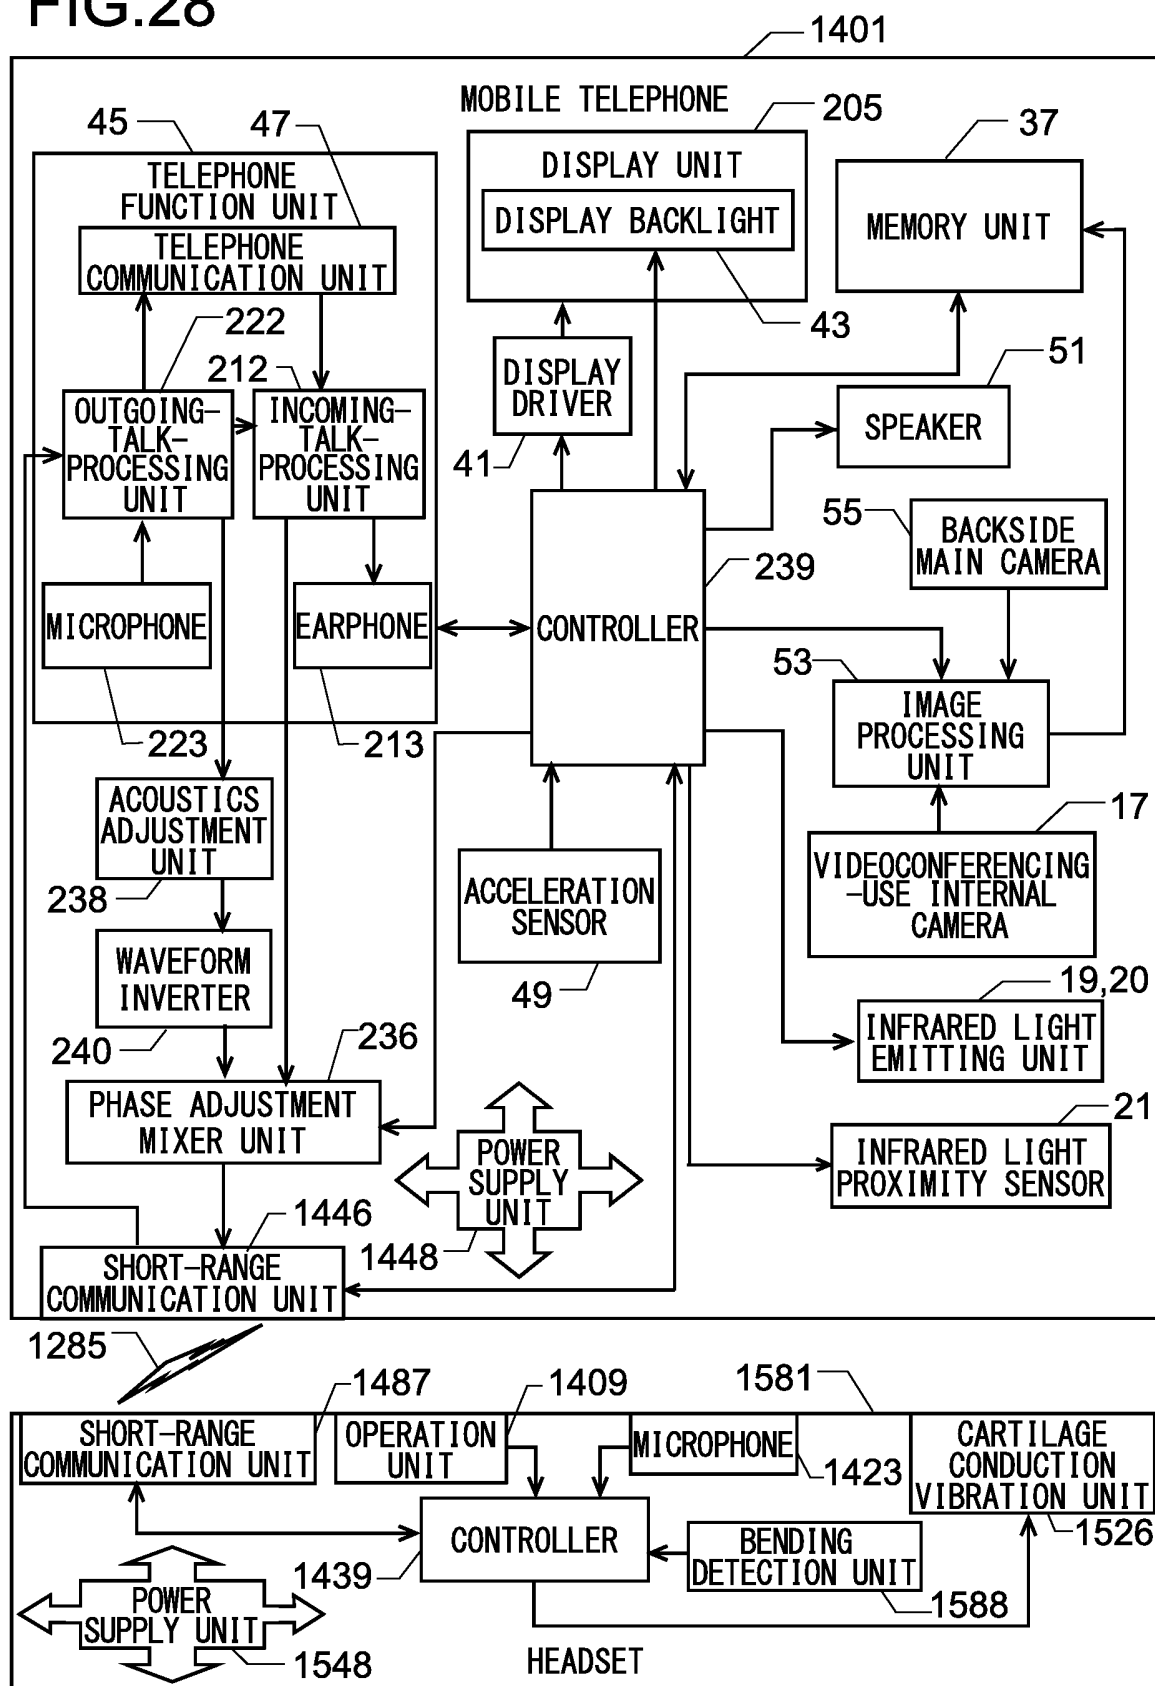 FIG.28
1401
MOBILE TELEPHONE
45
47
205
37
TELEPHONE
FUNCTION UNIT
TELEPHONE
COMMUNICATION UNIT
DISPLAY UNIT
DISPLAY BACKLIGHT
MEMORY UNIT
222
212
43
51
OUTGOING-
TALK-
PROCESSING
UNIT
INCOMING-
TALK-
PROCESSING
UNIT
DISPLAY
DRIVER
41
SPEAKER
55
BACKSIDE
MAIN CAMERA
239
MICROPHONE
EARPHONE
CONTROLLER
53
IMAGE
PROCESSING
UNIT
223
213
ACOUSTICS
ADJUSTMENT
UNIT
238
17
VIDEOCONFERENCING
-USE INTERNAL
CAMERA
ACCELERATION
SENSOR
49
WAVEFORM
INVERTER
240
236
19,20
INFRARED LIGHT
EMITTING UNIT
PHASE ADJUSTMENT
MIXER UNIT
21
INFRARED LIGHT
PROXIMITY SENSOR
POWER
SUPPLY
UNIT
1448
1446
SHORT-RANGE
COMMUNICATION UNIT
1285
1487
1409
1581
SHORT-RANGE
COMMUNICATION UNIT
OPERATION
UNIT
MICROPHONE
1423
CARTILAGE
CONDUCTION
VIBRATION UNIT
1526
CONTROLLER
1439
BENDING
DETECTION UNIT
1588
POWER
SUPPLY UNIT
1548
HEADSET